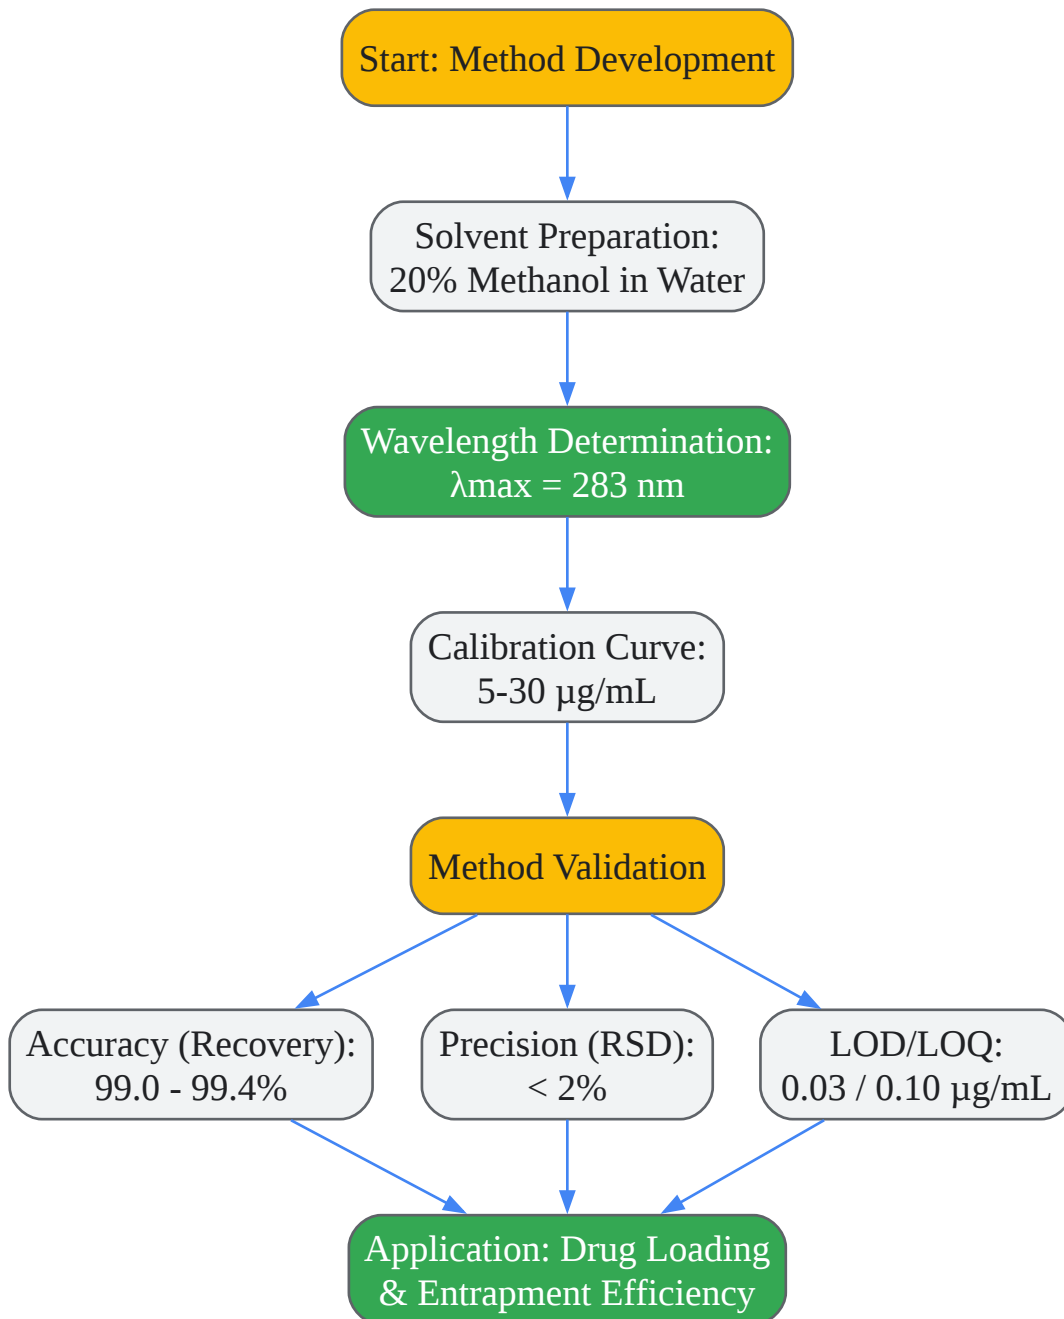 Start: Method Development
Solvent Preparation:
20% Methanol in Water
Wavelength Determination:
λmax = 283 nm
Calibration Curve:
5-30 µg/mL
Method Validation
Accuracy (Recovery):
99.0 - 99.4%
Precision (RSD):
< 2%
LOD/LOQ:
0.03 / 0.10 µg/mL
Application: Drug Loading
& Entrapment Efficiency